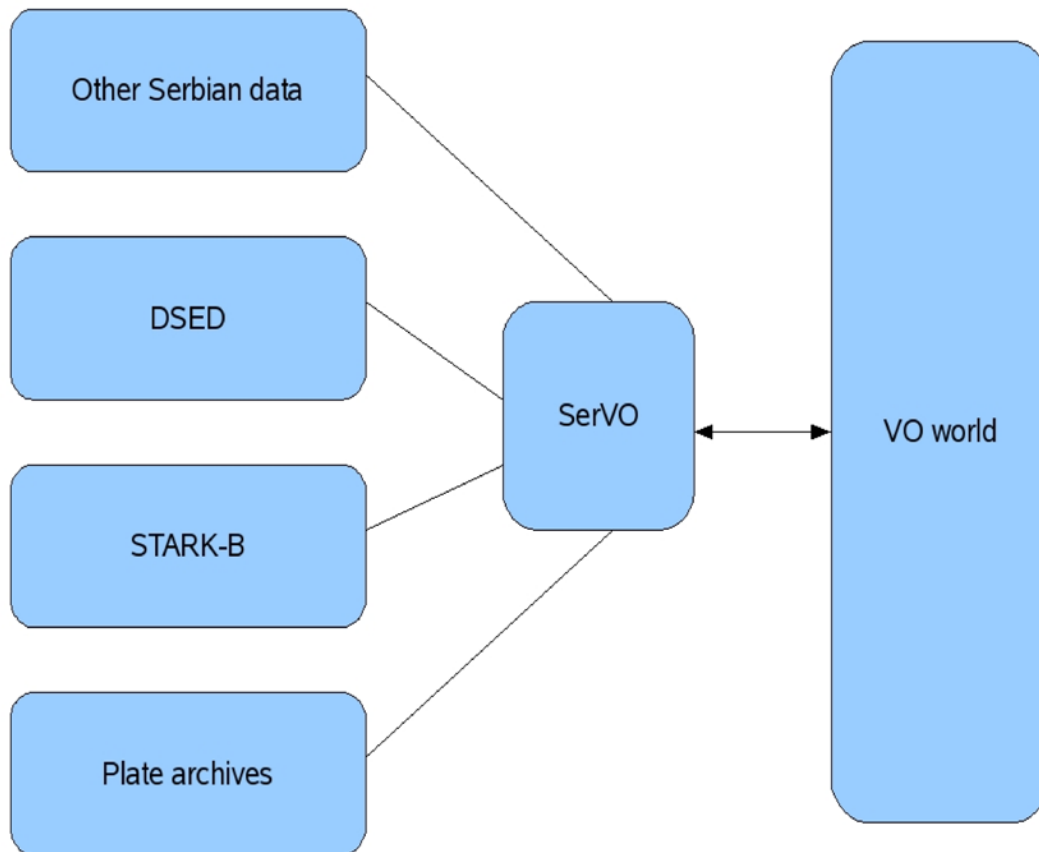 Other Serbian data
DSED
SerVO
VO world
STARK-B
Plate archives